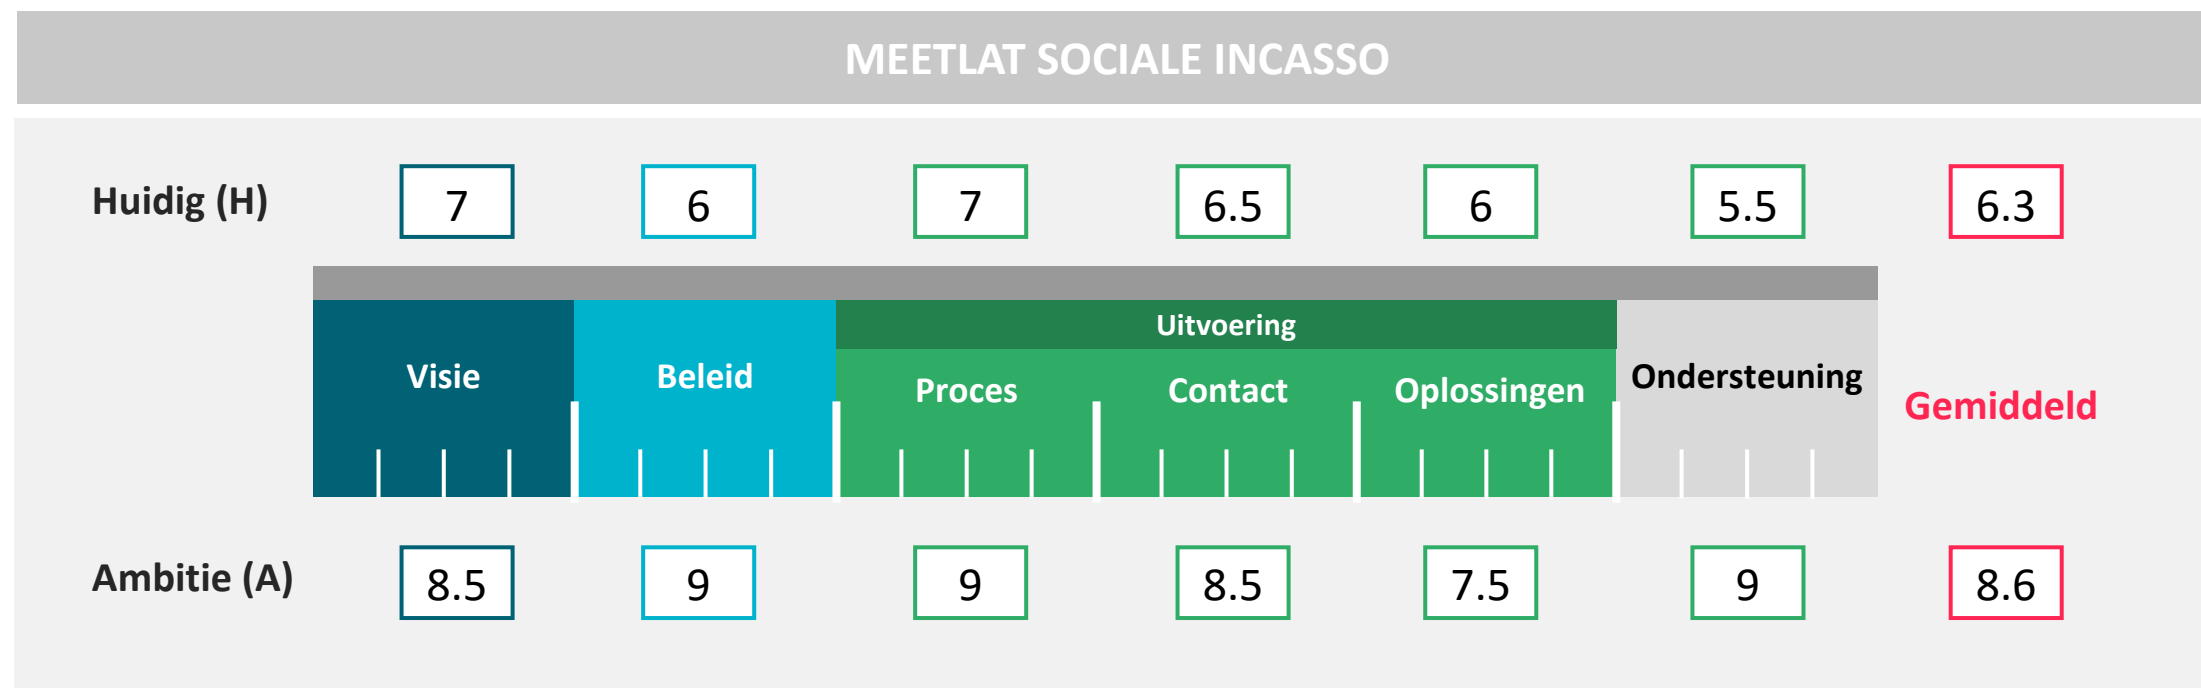 MEETLAT SOCIALE INCASSO
Huidig (H) 7 6 7 6.5 6 5.5 6.3
Uitvoering
Visie Beleid Proces Contact Oplossingen Ondersteuning Gemiddeld
Ambitie (A) 8.5 9 9 8.5 7.5 9 8.6